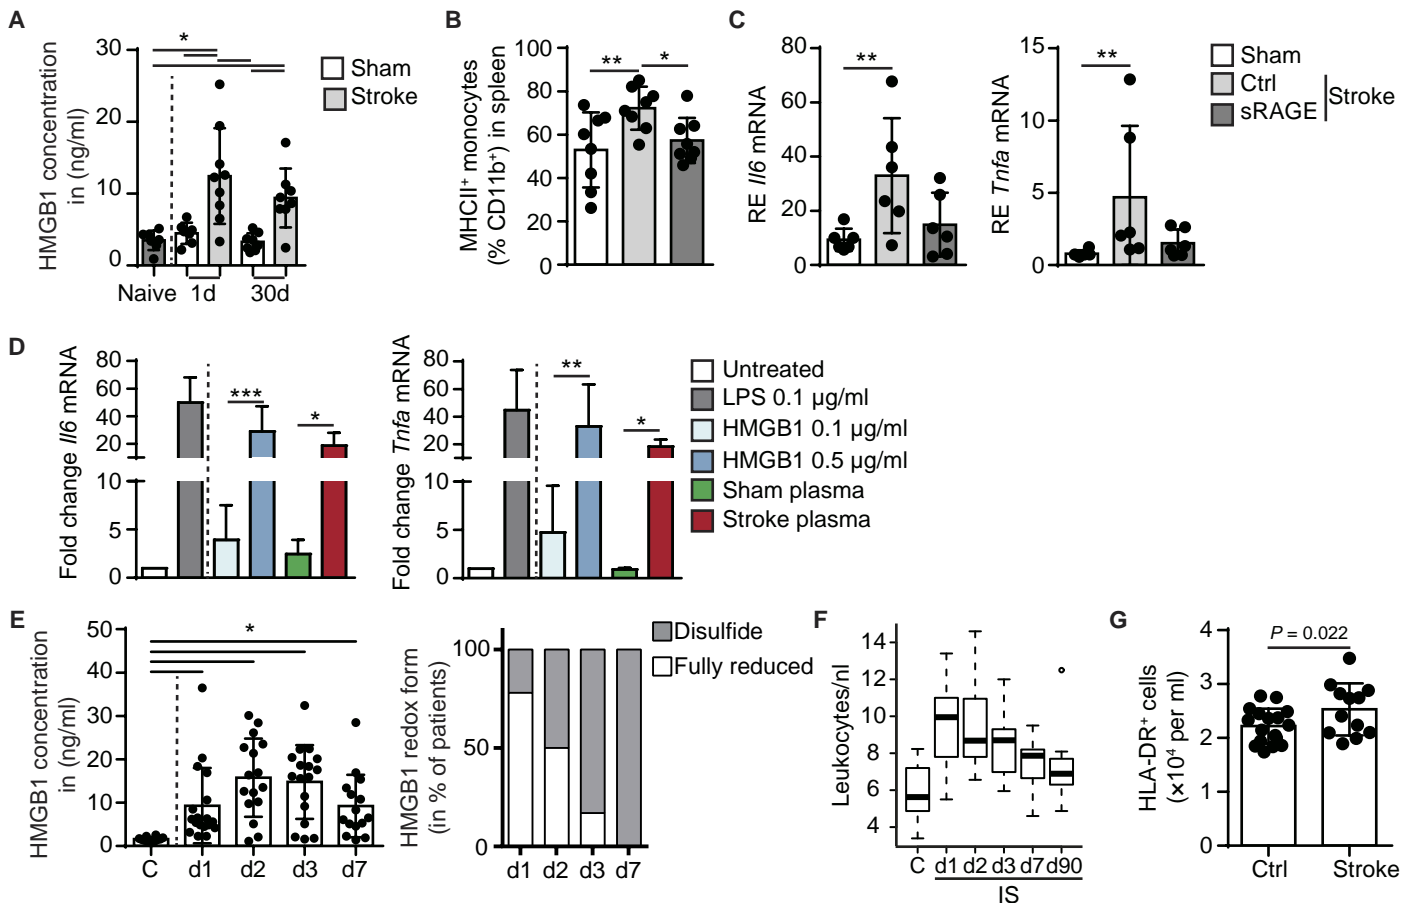 A
HMGB1 concentration
in (ng/ml)
30
20
10
0
*
Sham
Stroke
Naive 1d 30d
B
MHCII⁺ monocytes
(% CD11b⁺) in spleen
100
80
60
40
20
0
** *
C
RE Il6 mRNA
80
60
40
20
0
**
RE Tnfa mRNA
15
10
5
0
**
Sham
Ctrl
sRAGE
Stroke
D
Fold change Il6 mRNA
80
60
40
20
10
5
0
*** *
Fold change Tnfa mRNA
80
60
40
20
10
5
0
** *
Untreated
LPS 0.1 µg/ml
HMGB1 0.1 µg/ml
HMGB1 0.5 µg/ml
Sham plasma
Stroke plasma
E
HMGB1 concentration
in (ng/ml)
50
40
30
20
10
0
*
C d1 d2 d3 d7
HMGB1 redox form
(in % of patients)
100
50
0
d1 d2 d3 d7
Disulfide
Fully reduced
F
Leukocytes/nl
14
12
10
8
6
4
C d1 d2 d3 d7 d90
IS
G
HLA-DR⁺ cells
(×10⁴ per ml)
4
3
2
1
0
P = 0.022
Ctrl Stroke